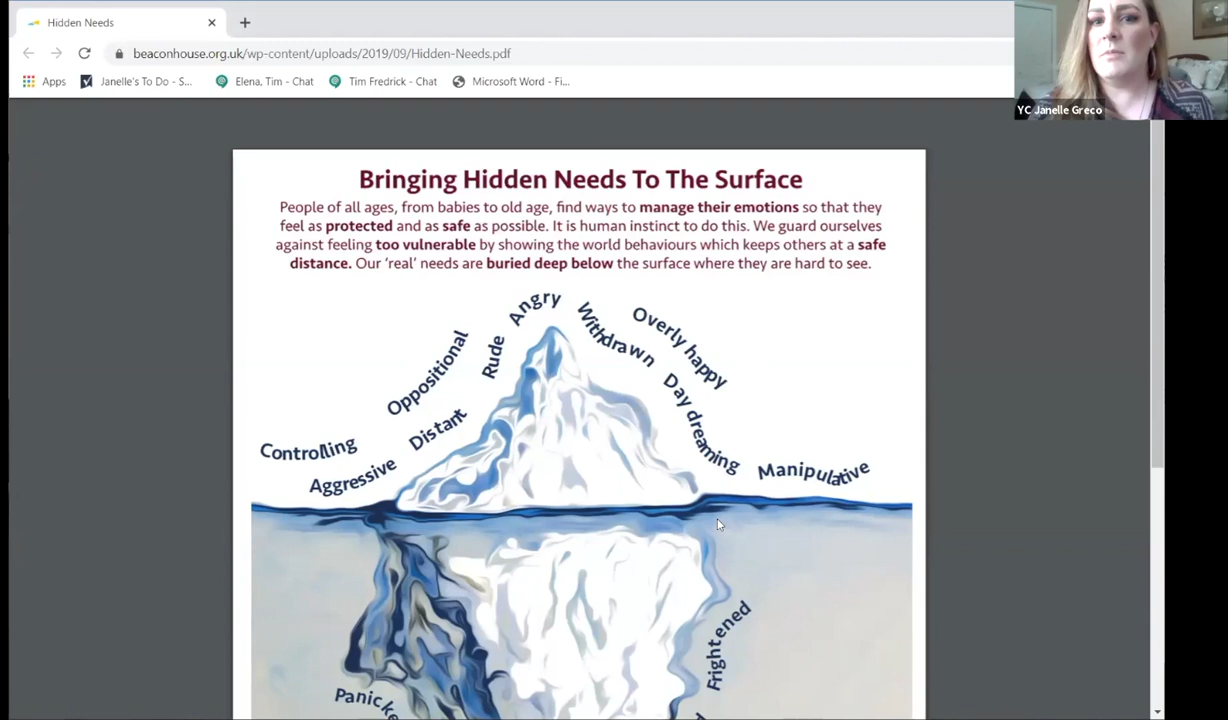 Hidden Needs
beaconhouse.org.uk/wp-content/uploads/2019/09/Hidden-Needs.pdf
Apps
Janelle's To Do - S...
Elena, Tim - Chat
Tim Fredrick - Chat
Microsoft Word - Fi...
YC Janelle Greco
Bringing Hidden Needs To The Surface
People of all ages, from babies to old age, find ways to manage their emotions so that they
feel as protected and as safe as possible. It is human instinct to do this. We guard ourselves
against feeling too vulnerable by showing the world behaviours which keeps others at a safe
distance. Our ‘real’ needs are buried deep below the surface where they are hard to see.
Controlling
Aggressive
Oppositional
Distant
Rude
Angry
Withdrawn
Overly happy
Day dreaming
Manipulative
Frightened